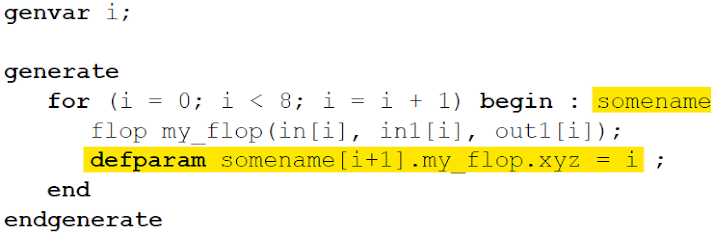 genvar i;
generate
for (i = 0; i < 8; i = i + 1) begin : somename
flop my_flop(in[i], in1[i], out1[i]);
defparam somename[i+1].my_flop.xyz = i ;
end
endgenerate